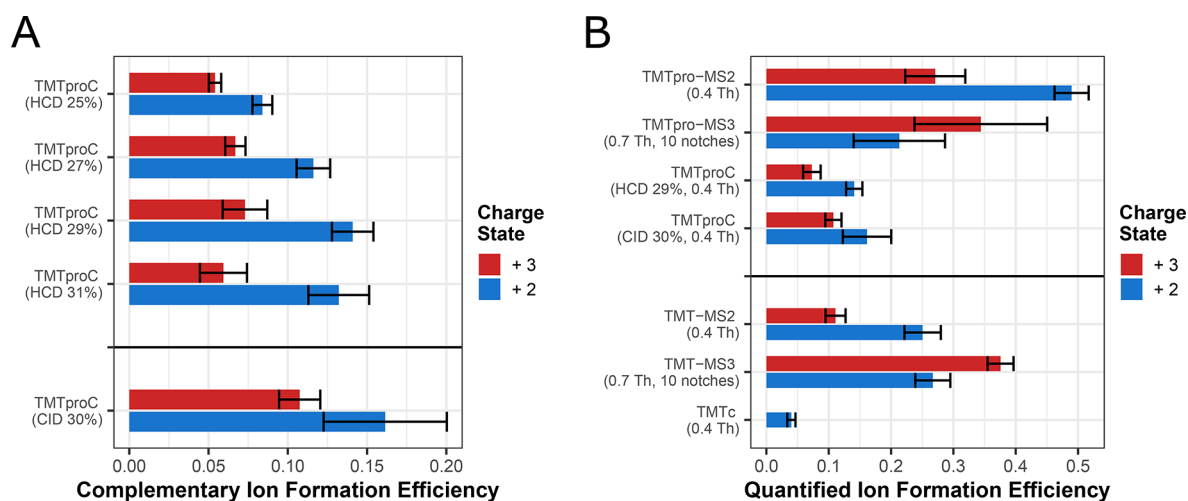 A
TMTproC
(HCD 25%)
TMTproC
(HCD 27%)
TMTproC
(HCD 29%)
TMTproC
(HCD 31%)
TMTproC
(CID 30%)
0.00 0.05 0.10 0.15 0.20
Complementary Ion Formation Efficiency
Charge
State
+ 3
+ 2
B
TMTpro−MS2
(0.4 Th)
TMTpro−MS3
(0.7 Th, 10 notches)
TMTproC
(HCD 29%, 0.4 Th)
TMTproC
(CID 30%, 0.4 Th)
TMT−MS2
(0.4 Th)
TMT−MS3
(0.7 Th, 10 notches)
TMTc
(0.4 Th)
0.0 0.1 0.2 0.3 0.4 0.5
Quantified Ion Formation Efficiency
Charge
State
+ 3
+ 2